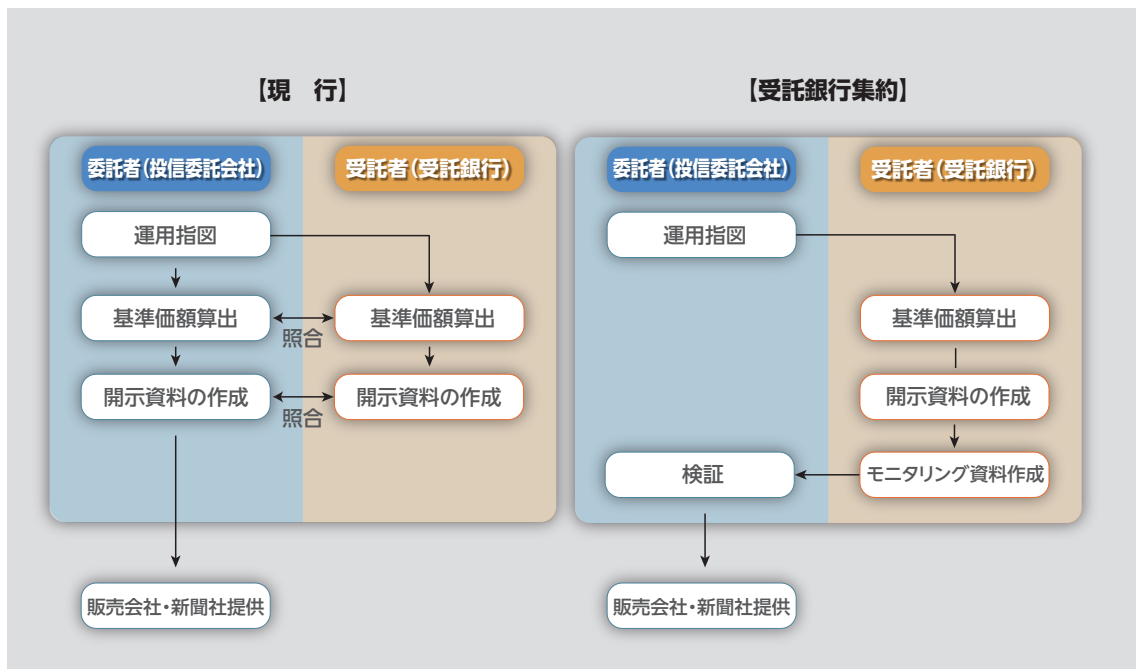 【現　行】
委託者(投信委託会社)
受託者(受託銀行)
運用指図
基準価額算出
照合
基準価額算出
開示資料の作成
照合
開示資料の作成
販売会社・新聞社提供
【受託銀行集約】
委託者(投信委託会社)
受託者(受託銀行)
運用指図
基準価額算出
開示資料の作成
検証
モニタリング資料作成
販売会社・新聞社提供